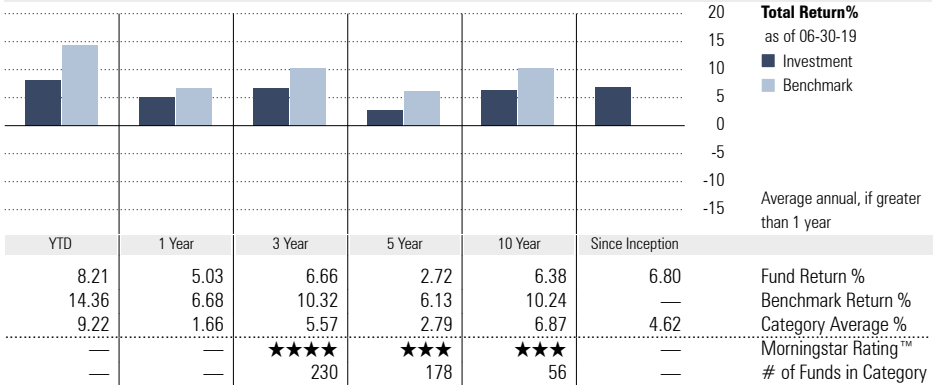 20
15
10
5
0
-5
-10
-15
Total Return%
as of 06-30-19
Investment
Benchmark
Average annual, if greater
than 1 year
YTD 1 Year 3 Year 5 Year 10 Year Since Inception
8.21 5.03 6.66 2.72 6.38 6.80 Fund Return %
14.36 6.68 10.32 6.13 10.24 — Benchmark Return %
9.22 1.66 5.57 2.79 6.87 4.62 Category Average %
— — ★★★★ ★★★ ★★★ — Morningstar Rating™
— — 230 178 56 — # of Funds in Category